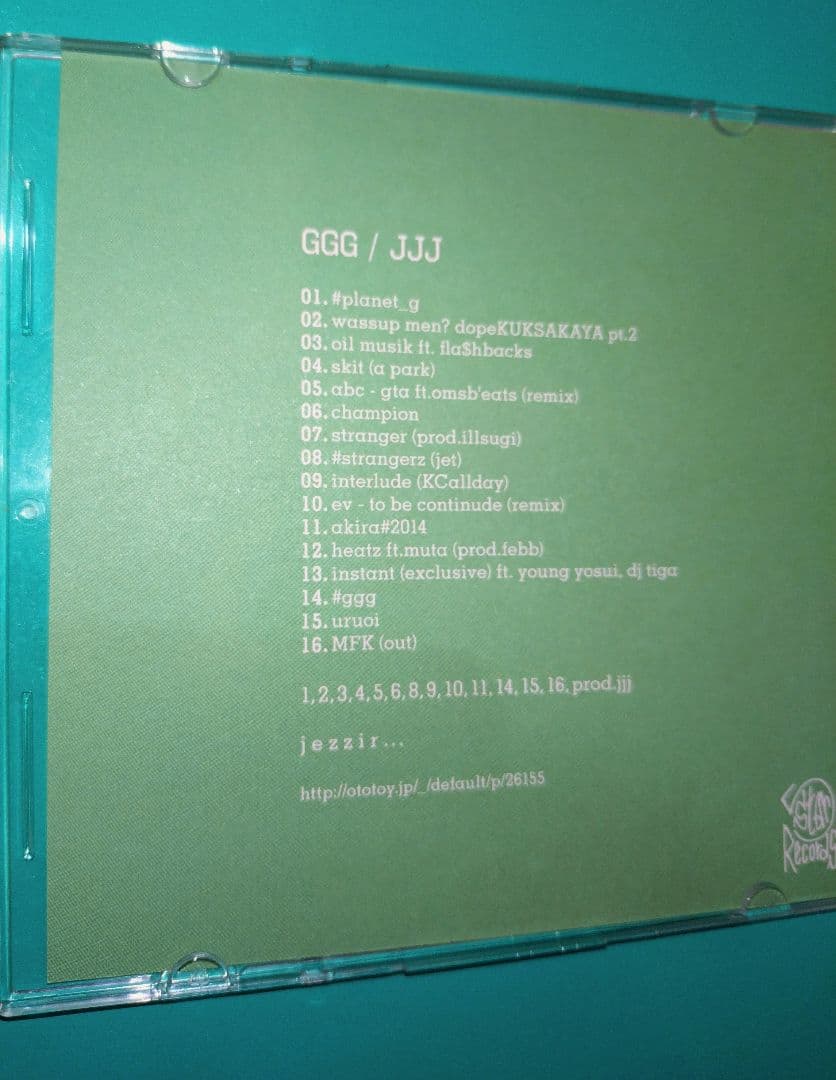 GGG / JJJ
01. #planet_g
02. wassup men? dopeKUKSAKAYA pt.2
03. oil musik ft. fla$hbacks
04. skit (a park)
05. abc - gta ft.omsb'eats (remix)
06. champion
07. stranger (prod.illsugi)
08. #strangerz (jet)
09. interlude (KCallday)
10. ev - to be continude (remix)
11. akira#2014
12. heatz ft.muta (prod.febb)
13. instant (exclusive) ft. young yosui, dj tiga
14. #ggg
15. uruoi
16. MFK (out)
1, 2, 3, 4, 5, 6, 8, 9, 10, 11, 14, 15, 16, prod.jjj
j e z z i r . . .
http://ototoy.jp/_/default/p/26155
Records